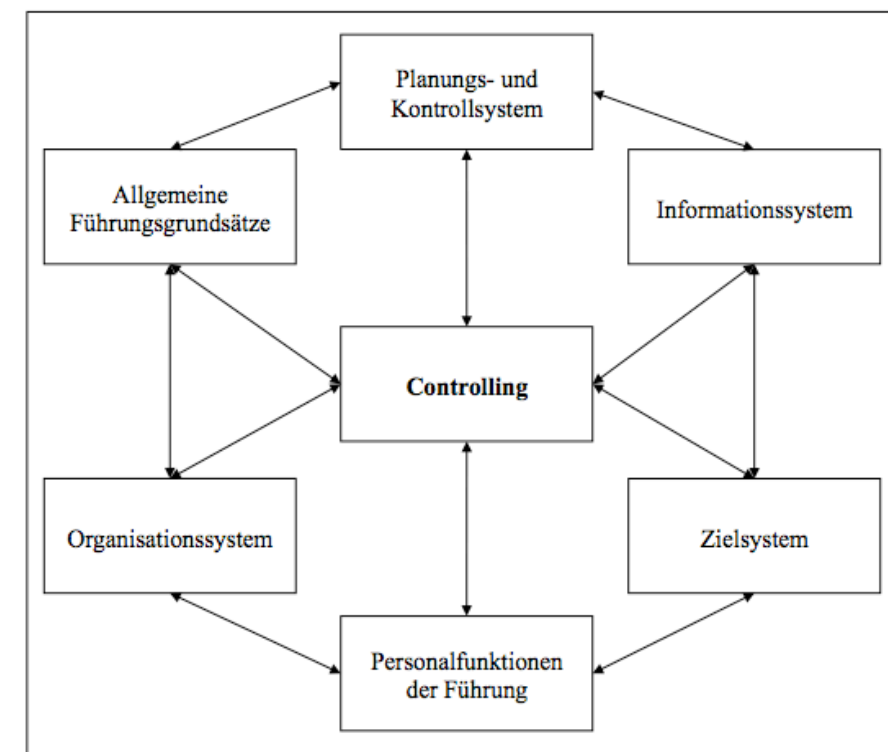 Planungs- und
Kontrollsystem
Allgemeine
Führungsgrundsätze
Informationssystem
Controlling
Organisationssystem
Zielsystem
Personalfunktionen
der Führung